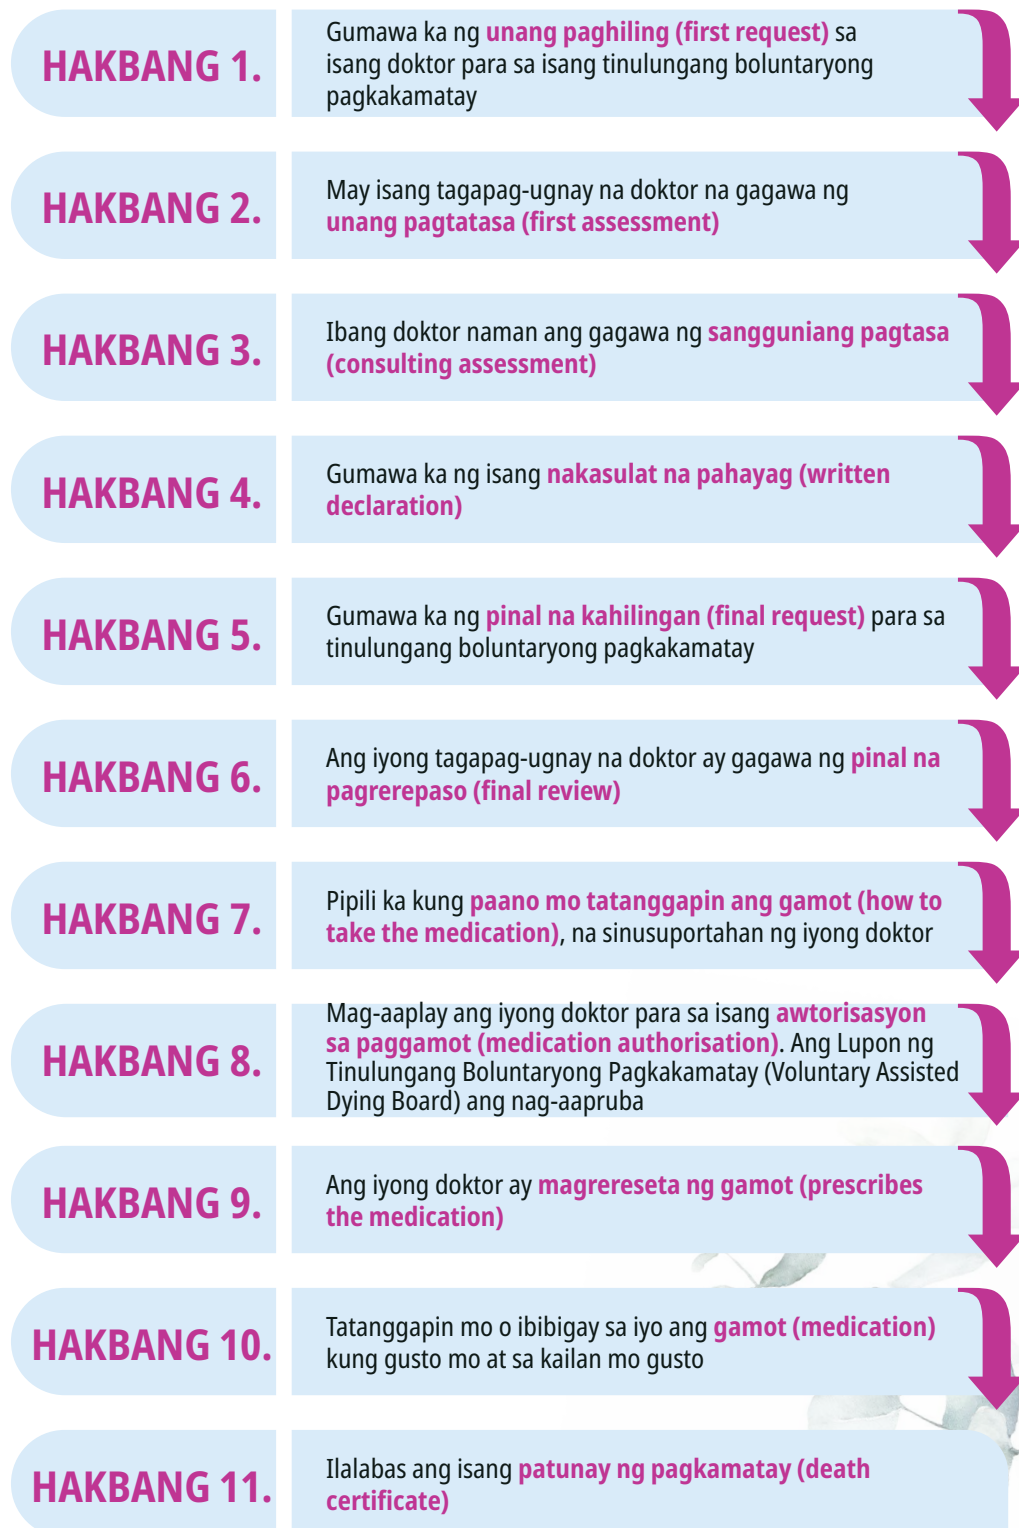 HAKBANG 1.
Gumawa ka ng unang paghiling (first request) sa
isang doktor para sa isang tinulungang boluntaryong
pagkakamatay
HAKBANG 2.
May isang tagapag-ugnay na doktor na gagawa ng
unang pagtatasa (first assessment)
HAKBANG 3.
Ibang doktor naman ang gagawa ng sangguniang pagtasa
(consulting assessment)
HAKBANG 4.
Gumawa ka ng isang nakasulat na pahayag (written
declaration)
HAKBANG 5.
Gumawa ka ng pinal na kahilingan (final request) para sa
tinulungang boluntaryong pagkakamatay
HAKBANG 6.
Ang iyong tagapag-ugnay na doktor ay gagawa ng pinal na
pagrerepaso (final review)
HAKBANG 7.
Pipili ka kung paano mo tatanggapin ang gamot (how to
take the medication), na sinusuportahan ng iyong doktor
HAKBANG 8.
Mag-aaplay ang iyong doktor para sa isang awtorisasyon
sa paggamot (medication authorisation). Ang Lupon ng
Tinulungang Boluntaryong Pagkakamatay (Voluntary Assisted
Dying Board) ang nag-aapruba
HAKBANG 9.
Ang iyong doktor ay magrereseta ng gamot (prescribes
the medication)
HAKBANG 10.
Tatanggapin mo o ibibigay sa iyo ang gamot (medication)
kung gusto mo at sa kailan mo gusto
HAKBANG 11.
Ilalabas ang isang patunay ng pagkamatay (death
certificate)